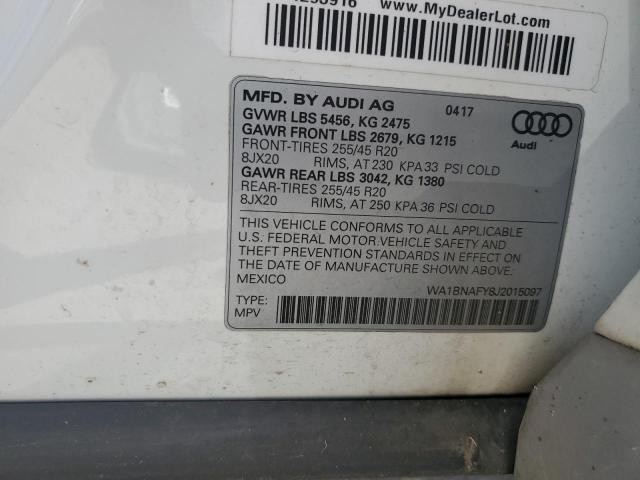 www.MyDealerLot.com
MFD. BY AUDI AG 0417
GVWR LBS 5456, KG 2475
GAWR FRONT LBS 2679, KG 1215
FRONT-TIRES 255/45 R20
8JX20 RIMS, AT 230 KPA 33 PSI COLD
GAWR REAR LBS 3042, KG 1380
REAR-TIRES 255/45 R20
8JX20 RIMS, AT 250 KPA 36 PSI COLD
Audi
THIS VEHICLE CONFORMS TO ALL APPLICABLE
U.S. FEDERAL MOTOR VEHICLE SAFETY AND
THEFT PREVENTION STANDARDS IN EFFECT ON
THE DATE OF MANUFACTURE SHOWN ABOVE.
MEXICO
WA1BNAFY8J2015097
TYPE:
MPV